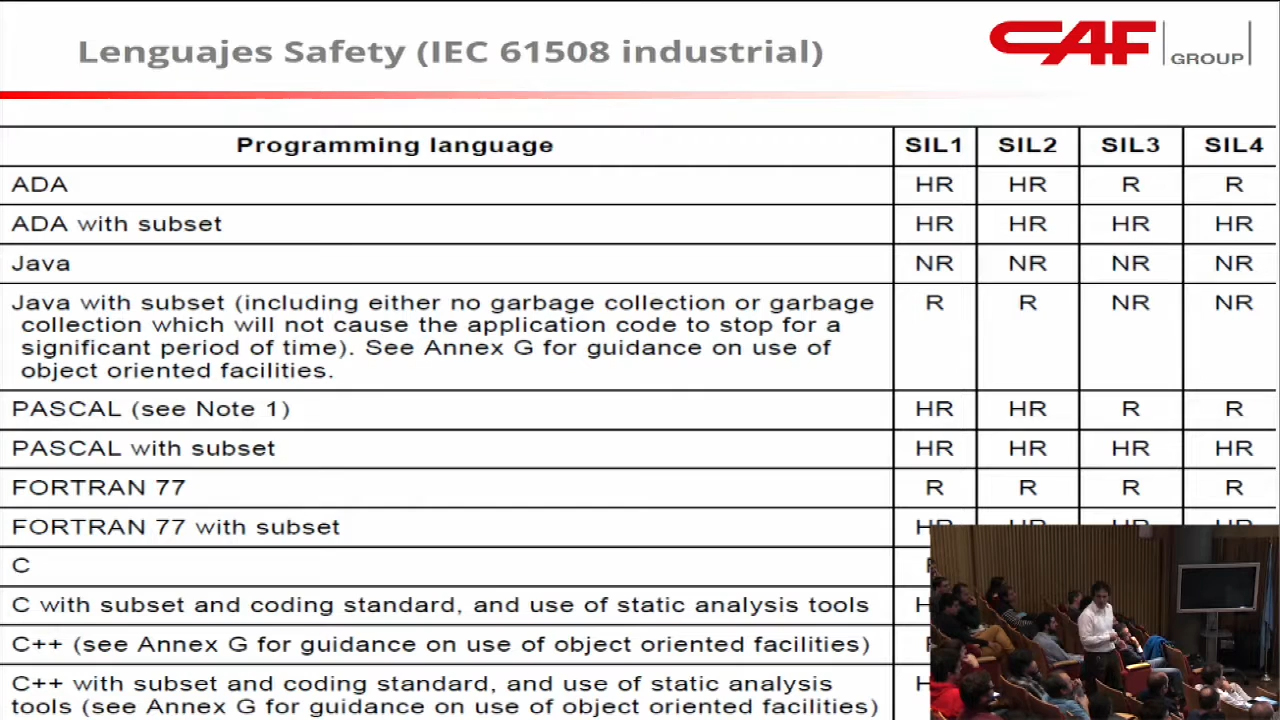 Lenguajes Safety (IEC 61508 industrial)
CAF GROUP
Programming language SIL1 SIL2 SIL3 SIL4
ADA HR HR R R
ADA with subset HR HR HR HR
Java NR NR NR NR
Java with subset (including either no garbage collection or garbage R R NR NR
collection which will not cause the application code to stop for a
significant period of time). See Annex G for guidance on use of
object oriented facilities.
PASCAL (see Note 1) HR HR R R
PASCAL with subset HR HR HR HR
FORTRAN 77 R R R R
FORTRAN 77 with subset HR HR HR HR
C
C with subset and coding standard, and use of static analysis tools
C++ (see Annex G for guidance on use of object oriented facilities)
C++ with subset and coding standard, and use of static analysis
tools (see Annex G for guidance on use of object oriented facilities)